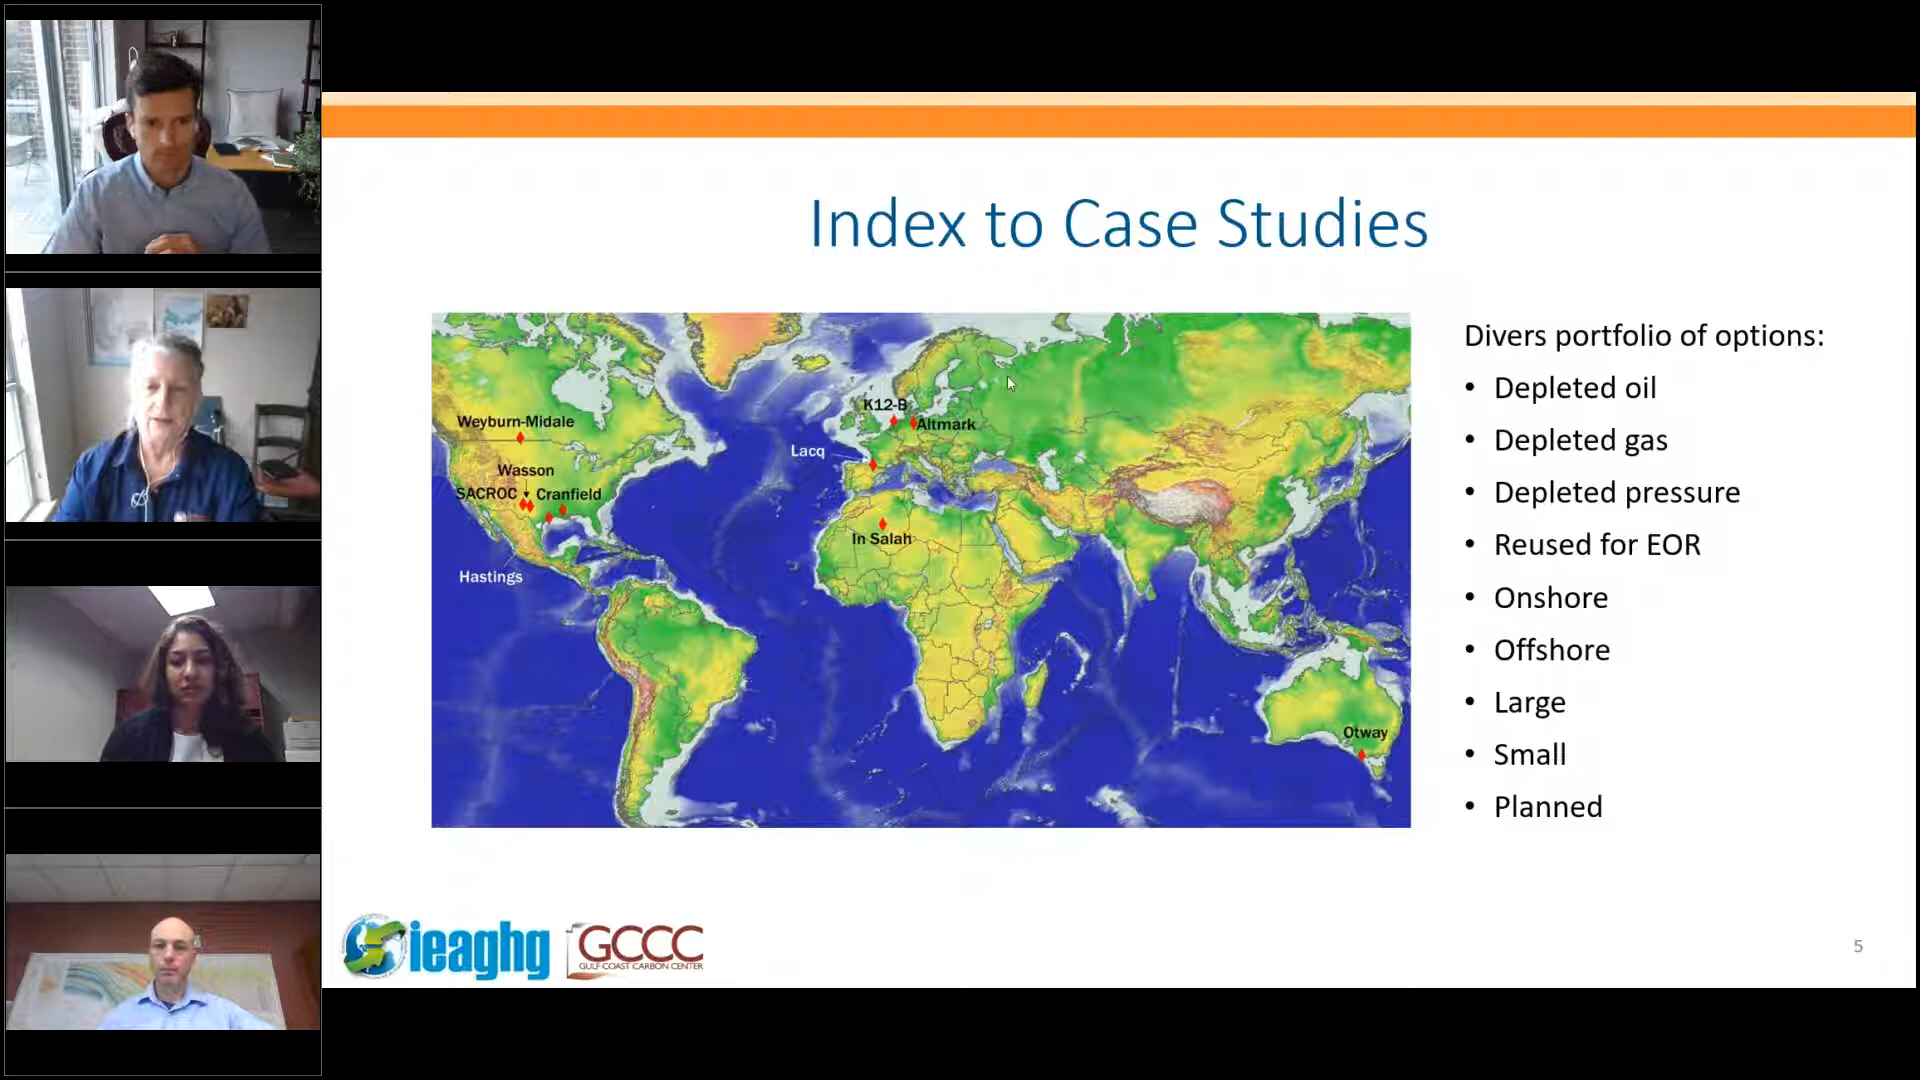 Index to Case Studies
Weyburn-Midale
Wasson
SACROC
Cranfield
Hastings
K12-B
Altmark
Lacq
In Salah
Otway
Divers portfolio of options:
• Depleted oil
• Depleted gas
• Depleted pressure
• Reused for EOR
• Onshore
• Offshore
• Large
• Small
• Planned
ieaghg
GCCC
GULF COAST CARBON CENTER
5